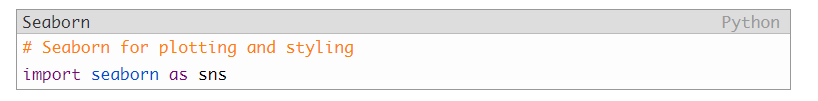 Seaborn Python
# Seaborn for plotting and styling
import seaborn as sns